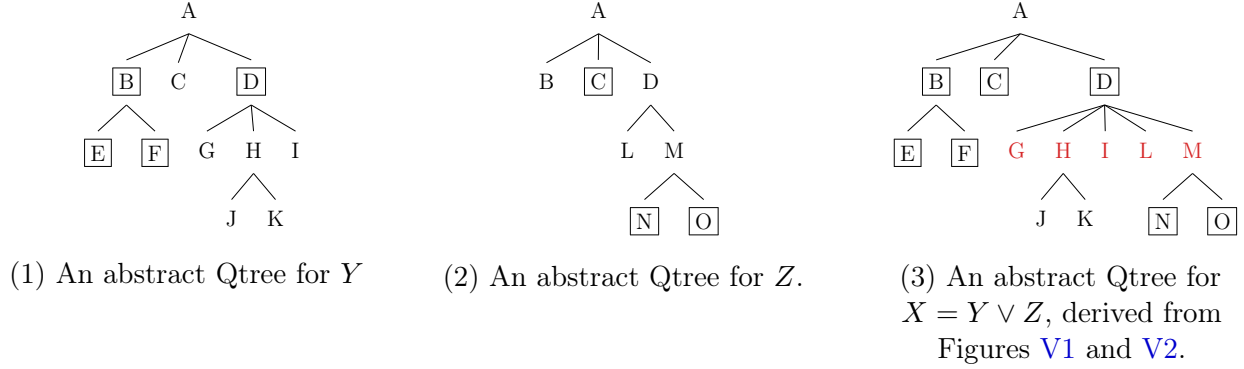 A
B C D
E F G H I
J K
(1) An abstract Qtree for Y
A
B C D
L M
N O
(2) An abstract Qtree for Z.
A
B C D
E F G H I L M
J K N O
(3) An abstract Qtree for
X = Y ∨ Z, derived from
Figures V1 and V2.